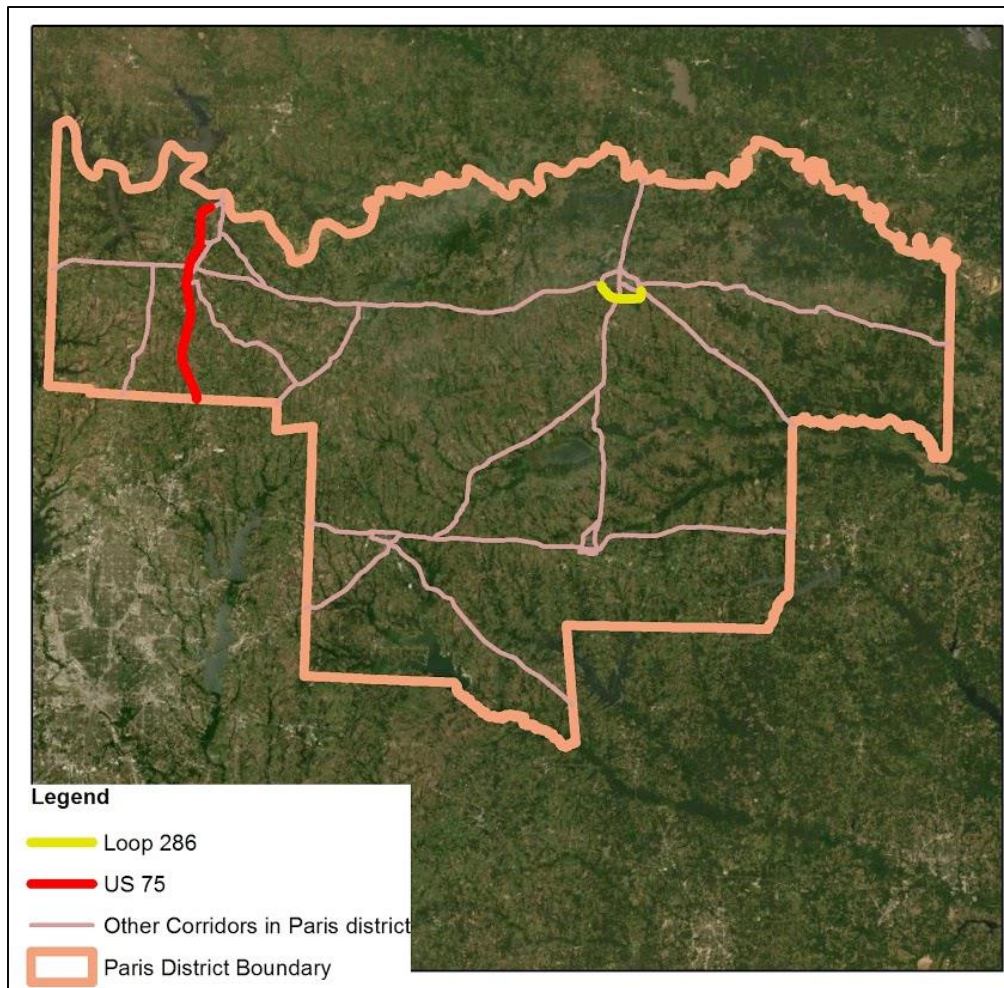 Legend
Loop 286
US 75
Other Corridors in Paris district
Paris District Boundary